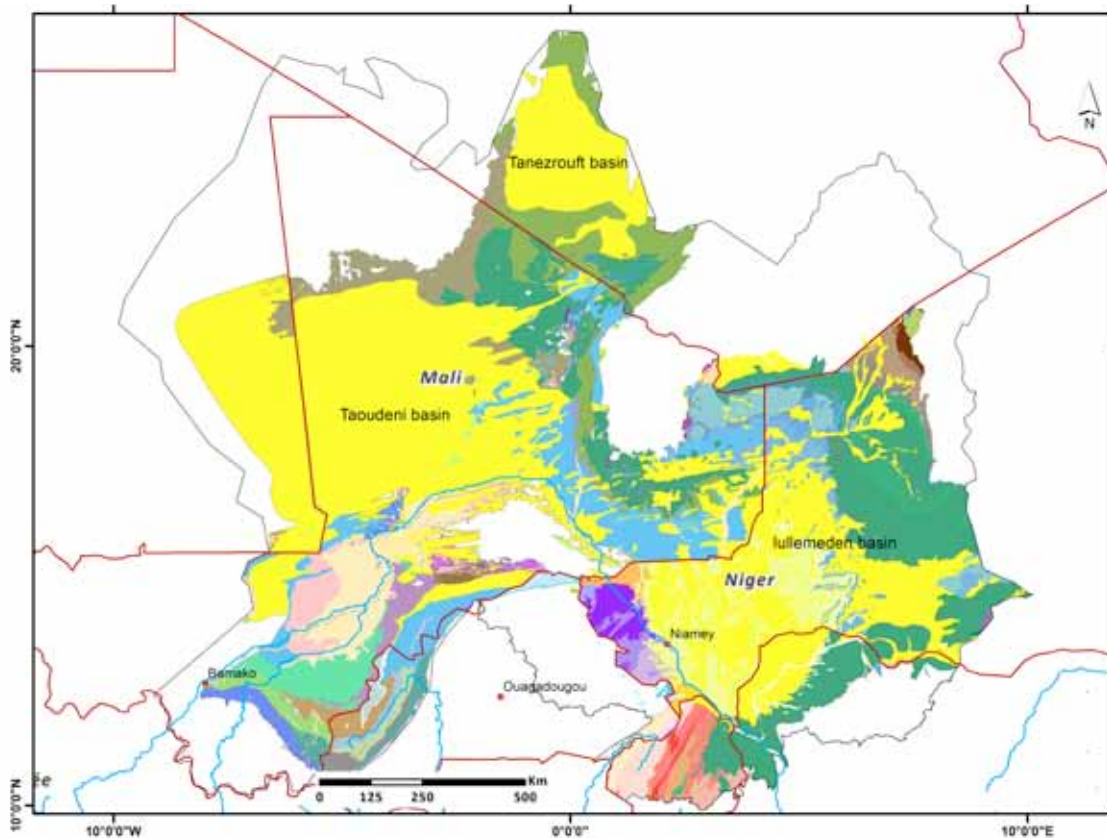 N
Tanezrouft basin
20°0'0"N
Mali
Taoudeni basin
Iullemeden basin
Niger
Niamey
Bamako
Ouagadougou
ée
Km
0 125 250 500
10°0'0"N
10°0'0"W
0°0'0"
10°0'0"E